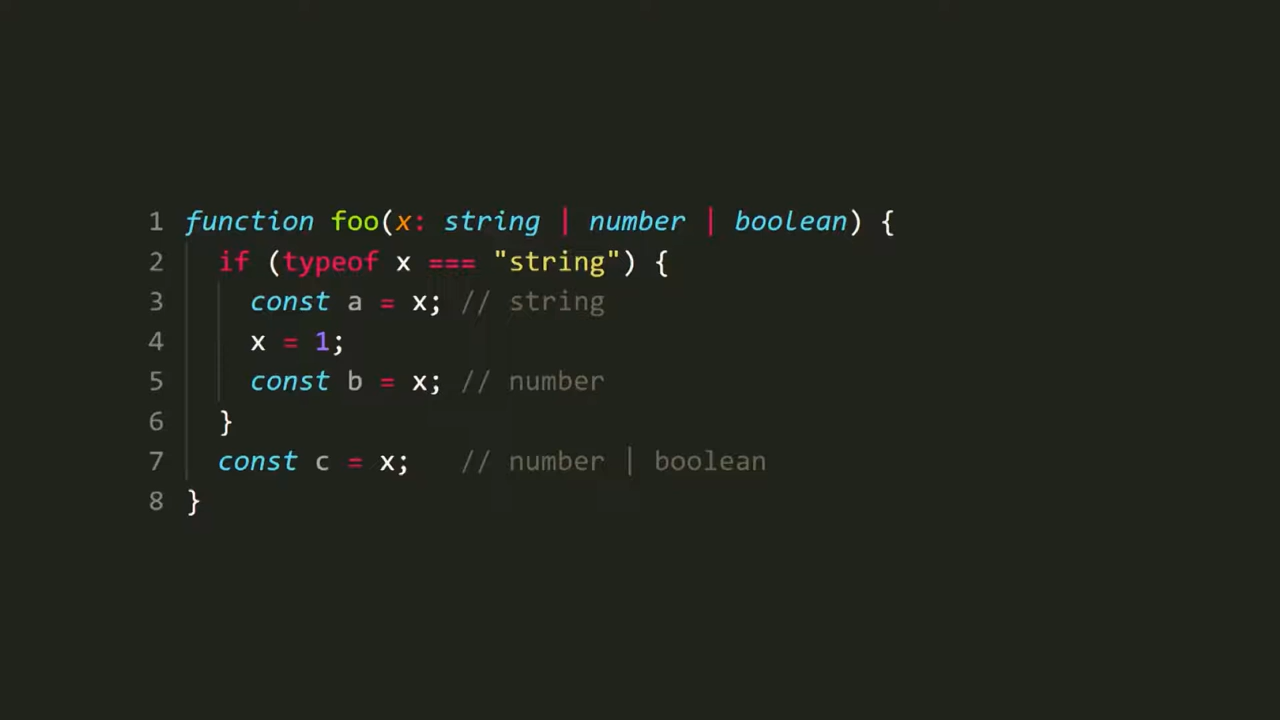 1 function foo(x: string | number | boolean) {
2   if (typeof x === "string") {
3     const a = x; // string
4     x = 1;
5     const b = x; // number
6   }
7   const c = x;   // number | boolean
8 }